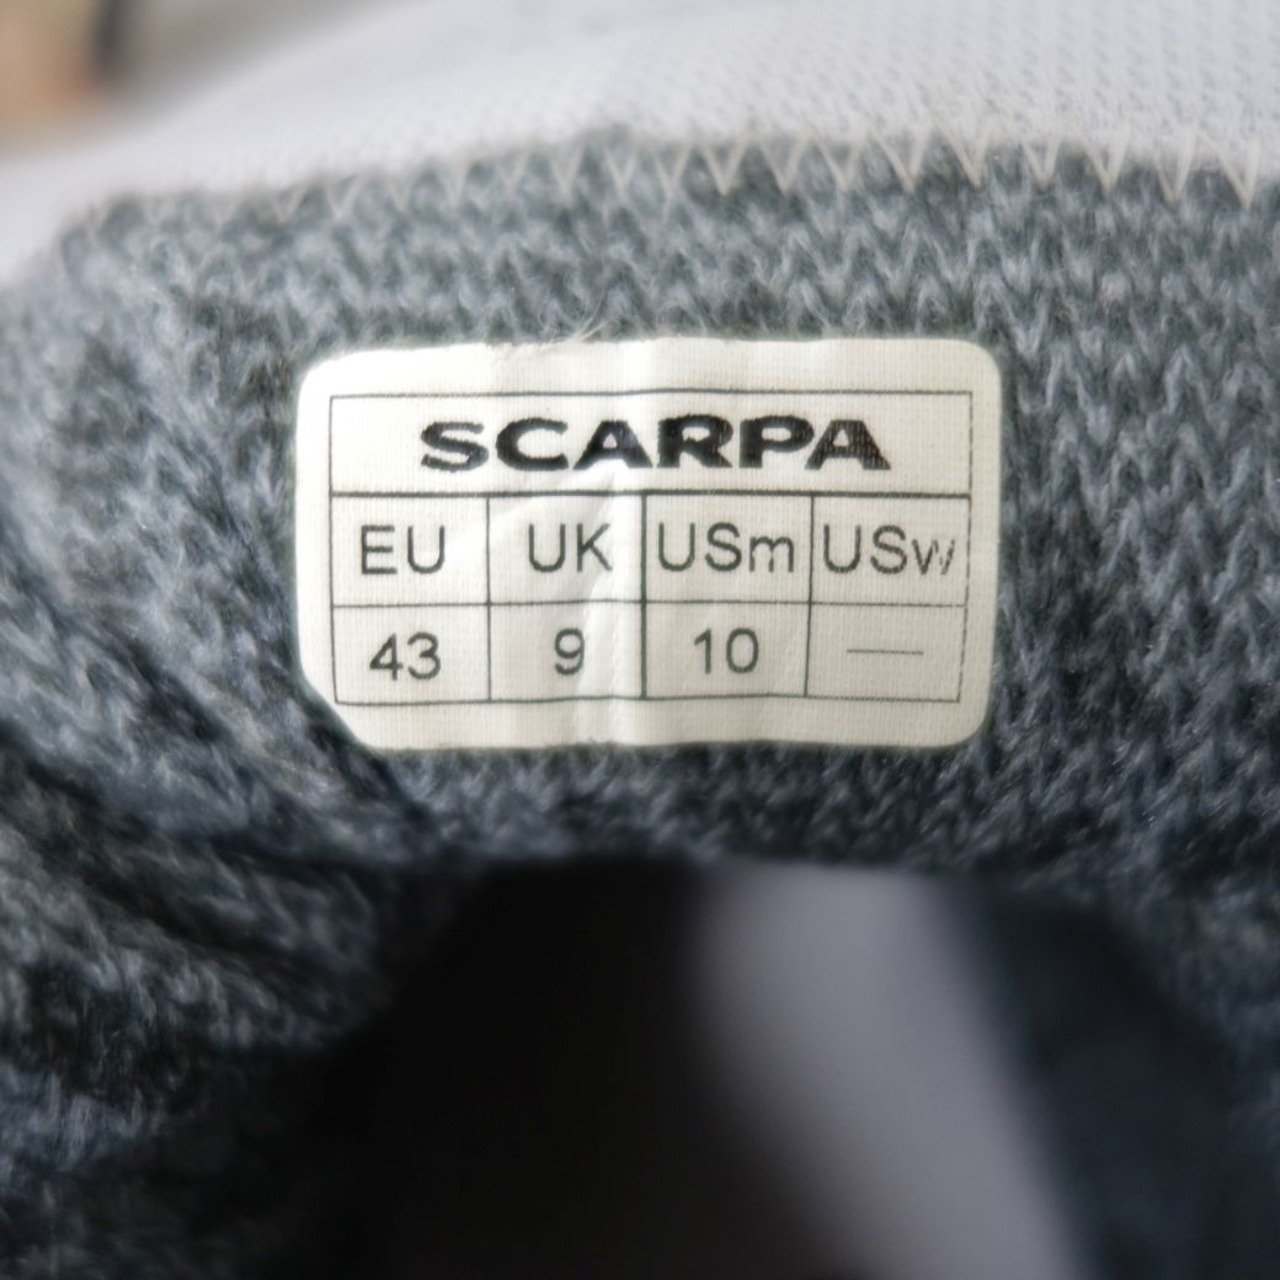 SCARPA
EU UK USm USw
43 9 10 —